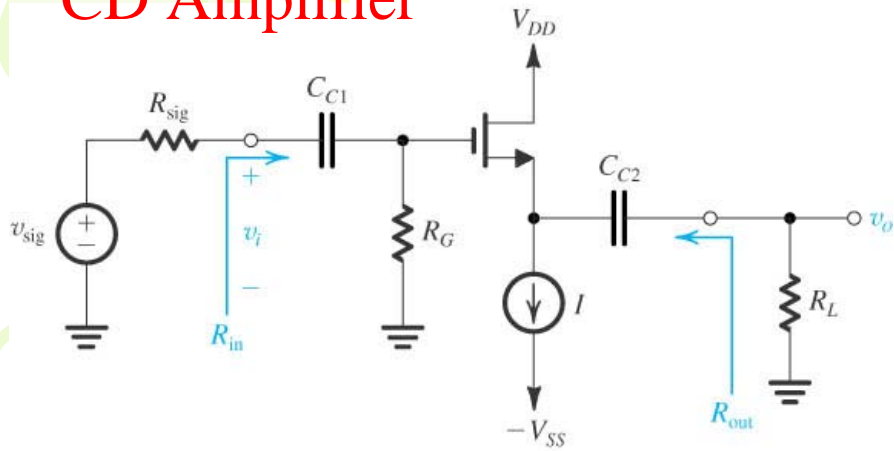 CD Amplifier
V_DD
C_C1
R_sig
+
v_sig
+
−
v_i
−
R_in
R_G
C_C2
v_o
I
R_L
R_out
−V_SS